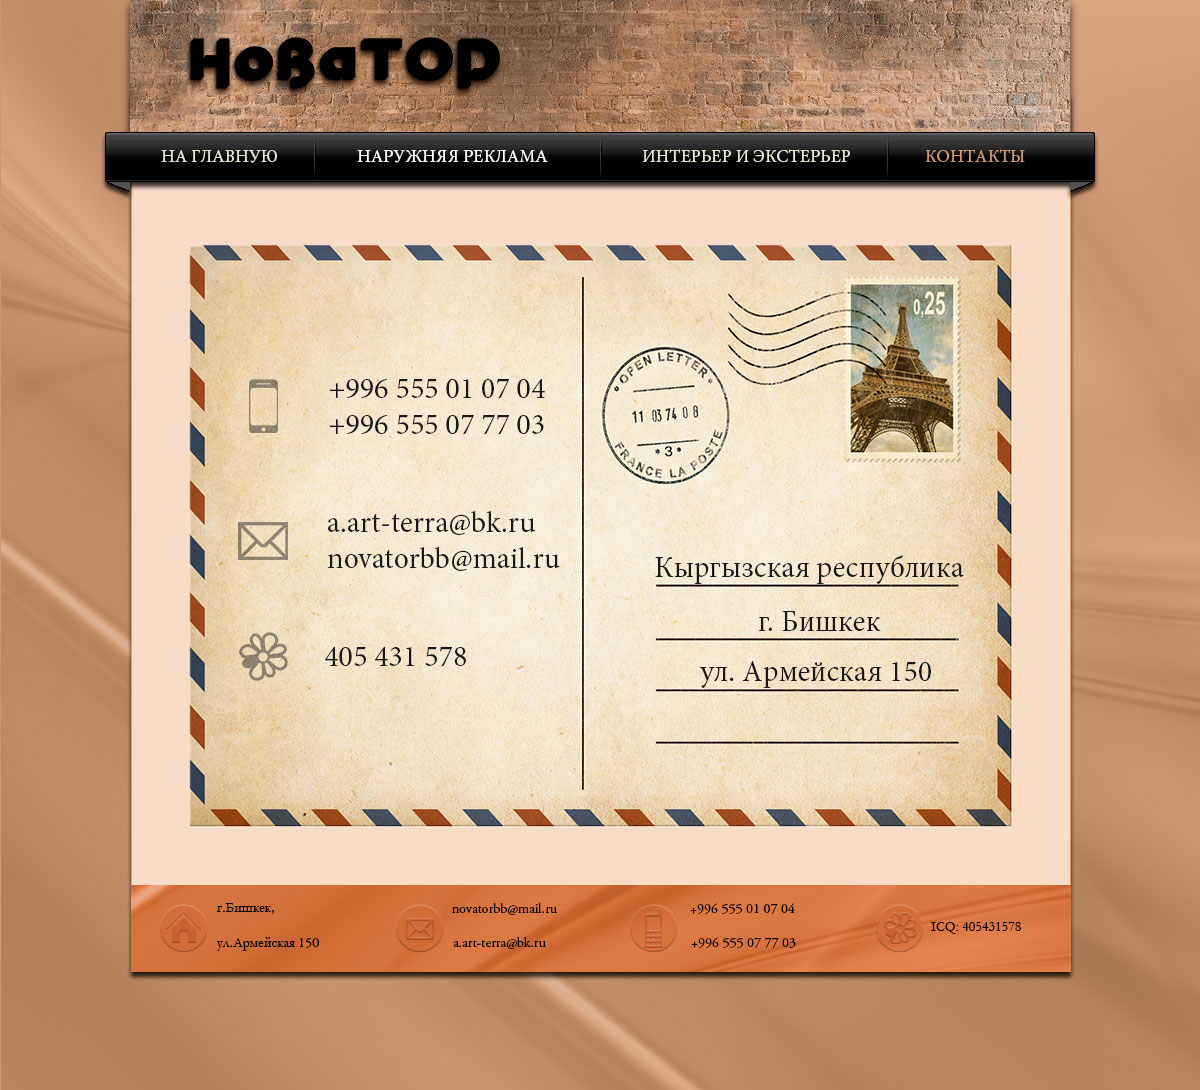 НоВаТОР
НА ГЛАВНУЮ НАРУЖНЯЯ РЕКЛАМА ИНТЕРЬЕР И ЭКСТЕРЬЕР КОНТАКТЫ
+996 555 01 07 04
+996 555 07 77 03
a.art-terra@bk.ru
novatorbb@mail.ru
405 431 578
0,25
OPEN LETTER
11 03 74 0 8
*3*
FRANCE LA POSTE
Кыргызская республика
г. Бишкек
ул. Армейская 150
г.Бишкек,
ул.Армейская 150
novatorbb@mail.ru
a.art-terra@bk.ru
+996 555 01 07 04
+996 555 07 77 03
ICQ: 405431578